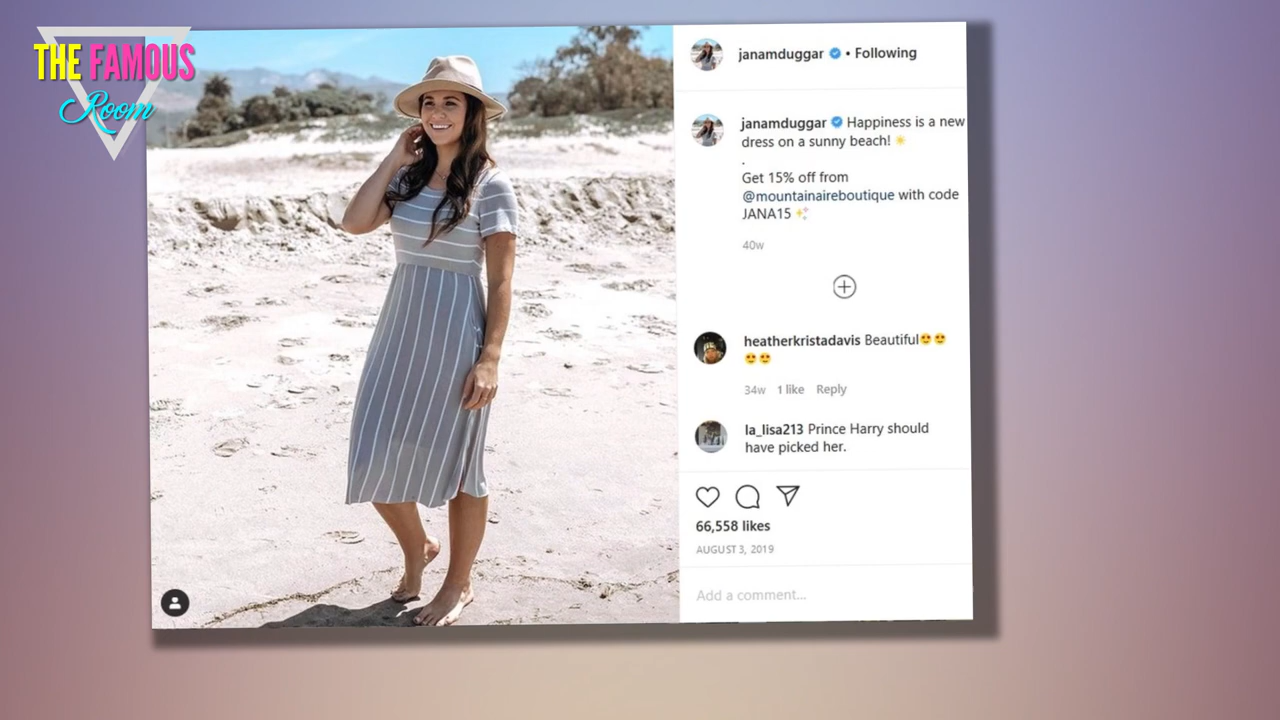 THE FAMOUS
Room
janamduggar • Following
janamduggar Happiness is a new
dress on a sunny beach! ☀️
.
Get 15% off from
@mountainaireboutique with code
JANA15 ✨
40w
heatherkristadavis Beautiful😍😍
😍😍
34w 1 like Reply
la_lisa213 Prince Harry should
have picked her.
66,558 likes
AUGUST 3, 2019
Add a comment...